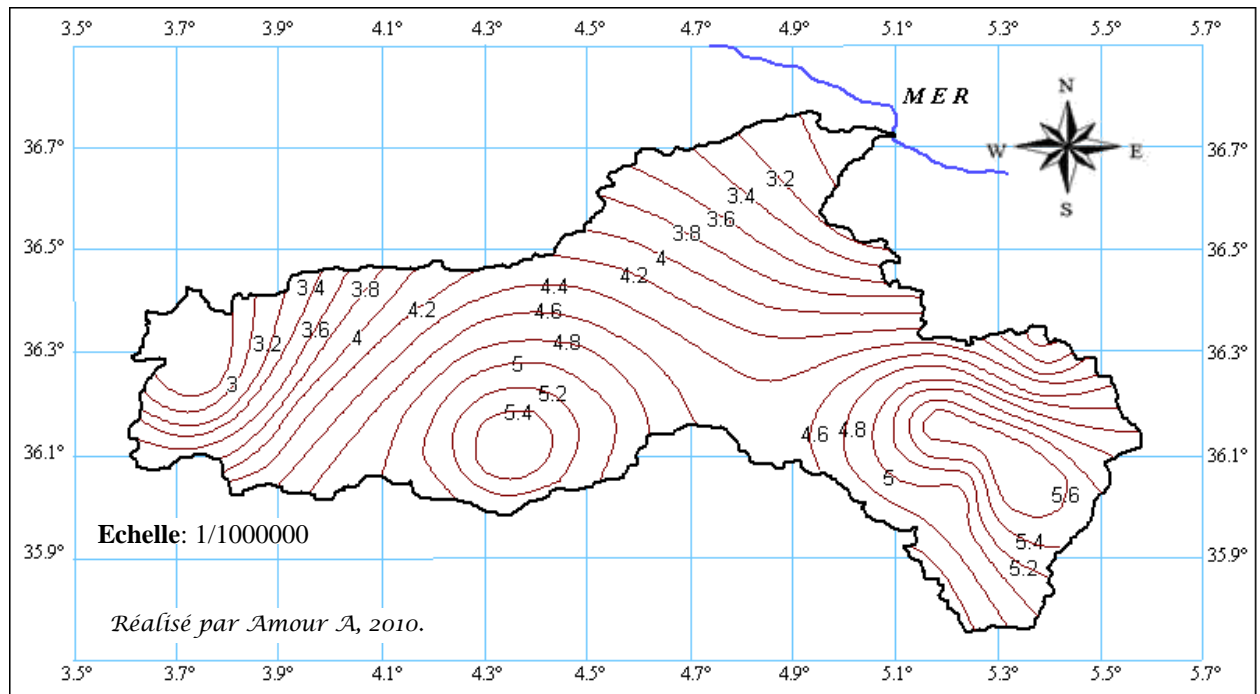 3.5° 3.7° 3.9° 4.1° 4.3° 4.5° 4.7° 4.9° 5.1° 5.3° 5.5° 5.7°
MER
N
36.7° W E 36.7°
3.2
3.4
S
3.6
3.8
36.5° 4 36.5°
4.2
3.4 3.8 4.4
4.2 4.6
3.6
3.2 4 4.8
36.3° 5 36.3°
3 5.2
5.4
4.6 4.8
36.1° 36.1°
5
5.6
Echelle: 1/1000000
5.4
35.9° 35.9°
5.2
Réalisé par Amour A, 2010.
3.5° 3.7° 3.9° 4.1° 4.3° 4.5° 4.7° 4.9° 5.1° 5.3° 5.5° 5.7°